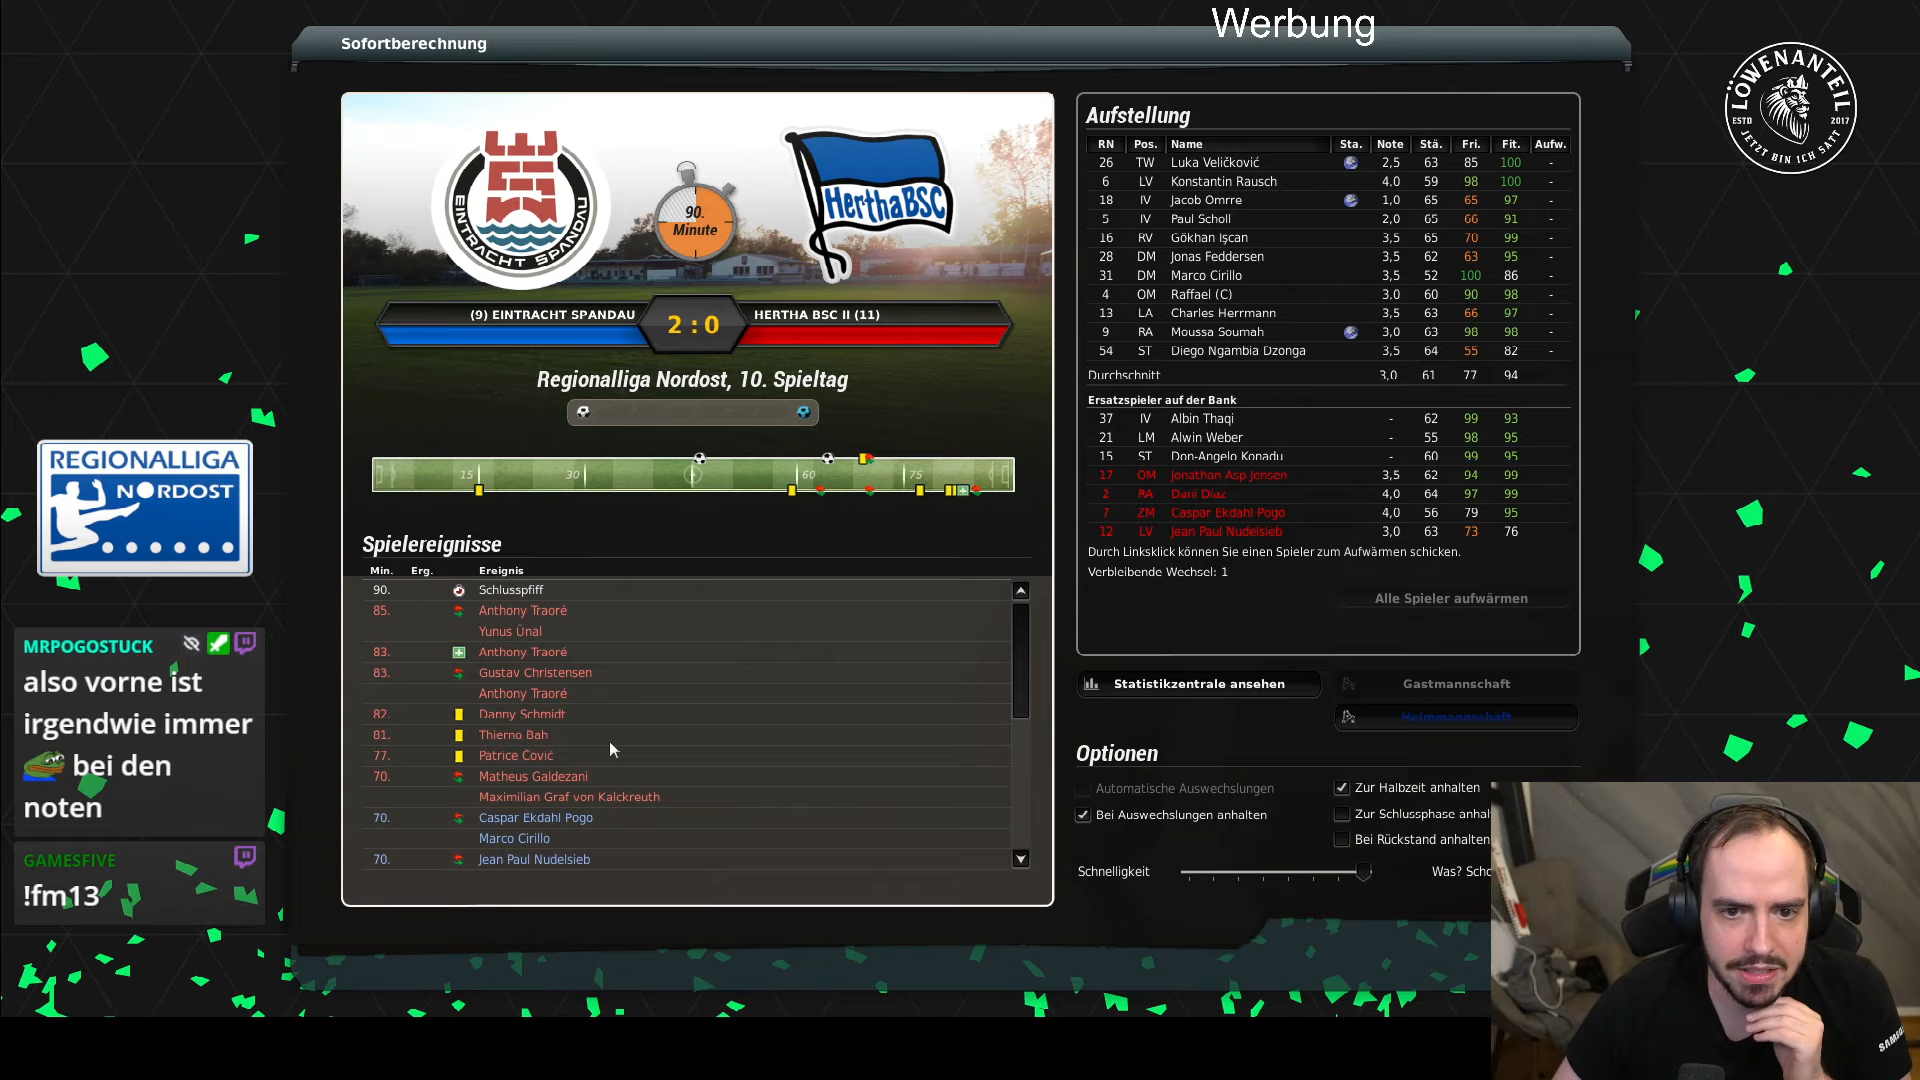 Werbung
Sofortberechnung
LÖWENANTEIL
ESTD 2017
JETZT BIN ICH SATT
EINTRACHT SPANDAU
90.
Minute
Hertha BSC
(9) EINTRACHT SPANDAU
2 : 0
HERTHA BSC II (11)
Regionalliga Nordost, 10. Spieltag
15 30 60 75
Spielereignisse
Min. Erg. Ereignis
90. Schlusspfiff
85. Anthony Traoré
Yunus Ünal
83. Anthony Traoré
83. Gustav Christensen
Anthony Traoré
82. Danny Schmidt
81. Thierno Bah
77. Patrice Čović
70. Matheus Galdezani
Maximilian Graf von Kalckreuth
70. Caspar Ekdahl Pogo
Marco Cirillo
70. Jean Paul Nudelsieb
Aufstellung
RN Pos. Name Sta. Note Stä. Fri. Fit. Aufw.
26 TW Luka Veličković 2,5 63 85 100 -
6 LV Konstantin Rausch 4,0 59 98 100 -
18 IV Jacob Omrre 1,0 65 65 97 -
5 IV Paul Scholl 2,0 65 66 91 -
16 RV Gökhan Işcan 3,5 65 70 99 -
28 DM Jonas Feddersen 3,5 62 63 95 -
31 DM Marco Cirillo 3,5 52 100 86 -
4 OM Raffael (C) 3,0 60 90 98 -
13 LA Charles Herrmann 3,5 63 66 97 -
9 RA Moussa Soumah 3,0 63 98 98 -
54 ST Diego Ngambia Dzonga 3,5 64 55 82 -
Durchschnitt 3,0 61 77 94
Ersatzspieler auf der Bank
37 IV Albin Thaqi - 62 99 93
21 LM Alwin Weber - 55 98 95
15 ST Don-Angelo Konadu - 60 99 95
17 OM Jonathan Asp Jensen 3,5 62 94 99
2 RA Dani Díaz 4,0 64 97 99
7 ZM Caspar Ekdahl Pogo 4,0 56 79 95
12 LV Jean Paul Nudelsieb 3,0 63 73 76
Durch Linksklick können Sie einen Spieler zum Aufwärmen schicken.
Verbleibende Wechsel: 1
Alle Spieler aufwärmen
Statistikzentrale ansehen
Gastmannschaft
Heimmannschaft
Optionen
Automatische Auswechslungen
Zur Halbzeit anhalten
Bei Auswechslungen anhalten
Zur Schlussphase anhal
Bei Rückstand anhalten
Schnelligkeit
Was? Scho
REGIONALLIGA
NORDOST
MRPOGOSTUCK
also vorne ist
irgendwie immer
bei den
noten
GAMESFIVE
!fm13
SAMSU